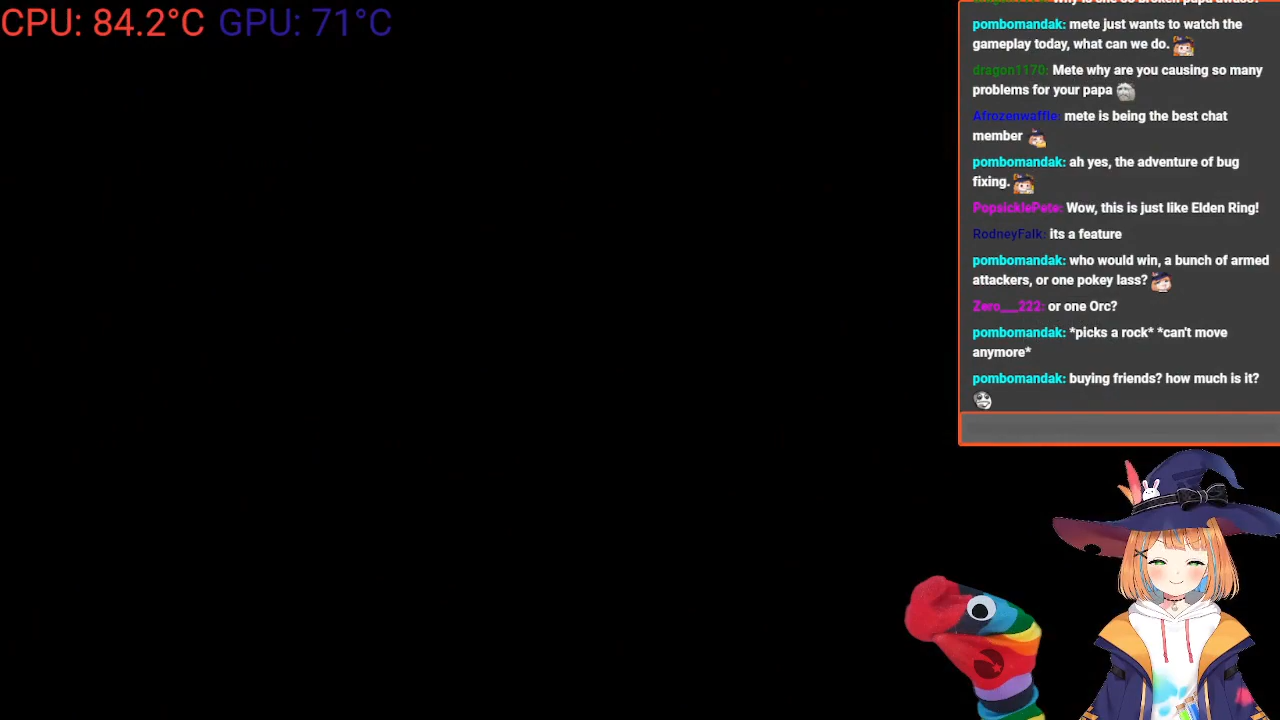 CPU: 84.2°C GPU: 71°C
pombomandak: mete just wants to watch the
gameplay today, what can we do.
dragon1170: Mete why are you causing so many
problems for your papa
Afrozenwaffle: mete is being the best chat
member
pombomandak: ah yes, the adventure of bug
fixing.
PopsicklePete: Wow, this is just like Elden Ring!
RodneyFalk: its a feature
pombomandak: who would win, a bunch of armed
attackers, or one pokey lass?
Zero___222: or one Orc?
pombomandak: *picks a rock* *can't move
anymore*
pombomandak: buying friends? how much is it?